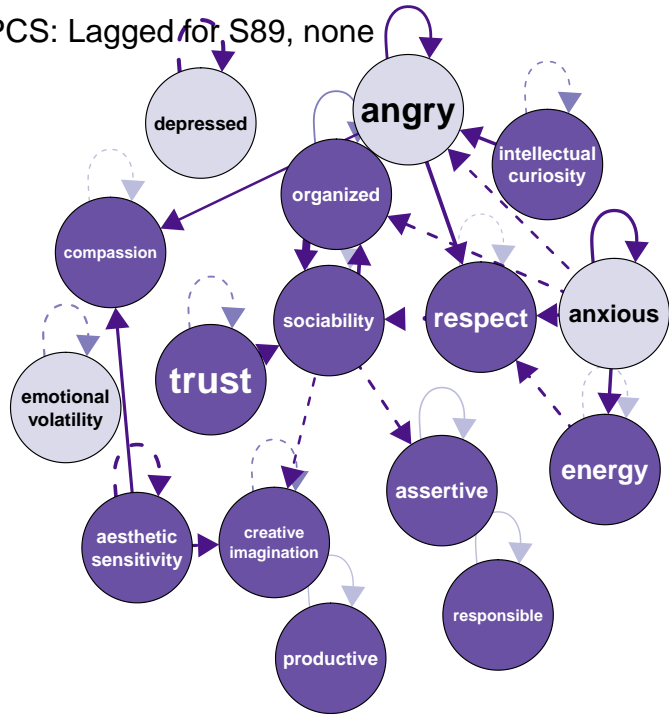 PCS: Lagged for S89, none
angry
depressed
intellectual
curiosity
organized
compassion
sociability
respect
anxious
trust
emotional
volatility
energy
assertive
aesthetic
sensitivity
creative
imagination
responsible
productive